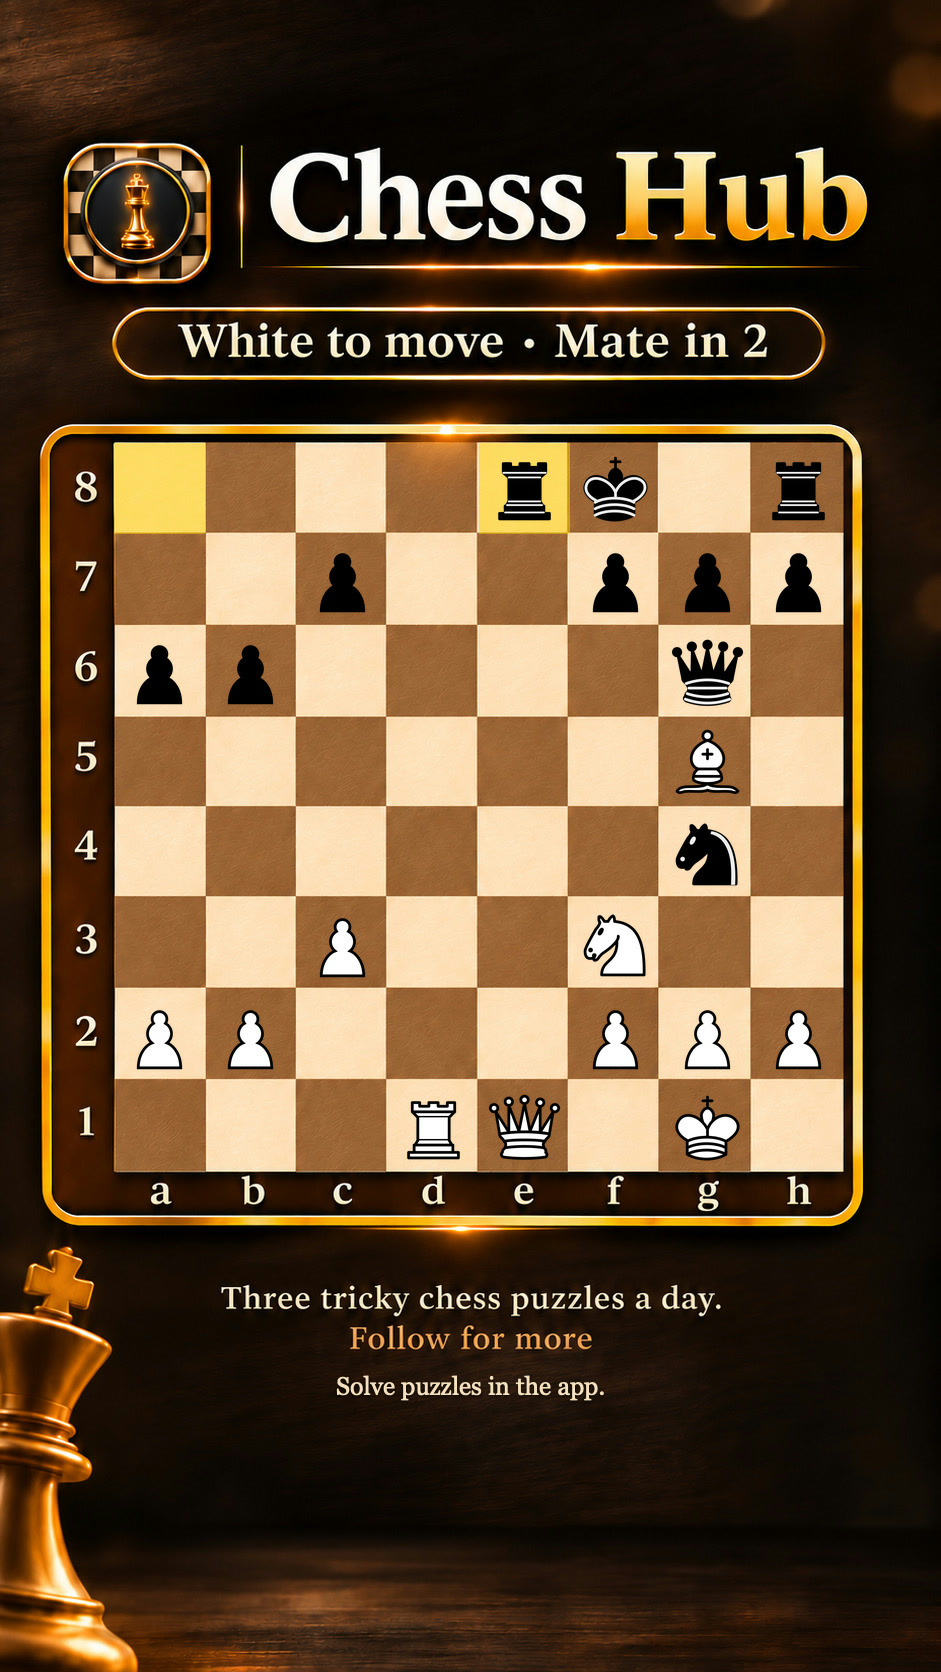 Chess Hub
White to move • Mate in 2
8
7
6
5
4
3
2
1
a b c d e f g h
Three tricky chess puzzles a day.
Follow for more
Solve puzzles in the app.